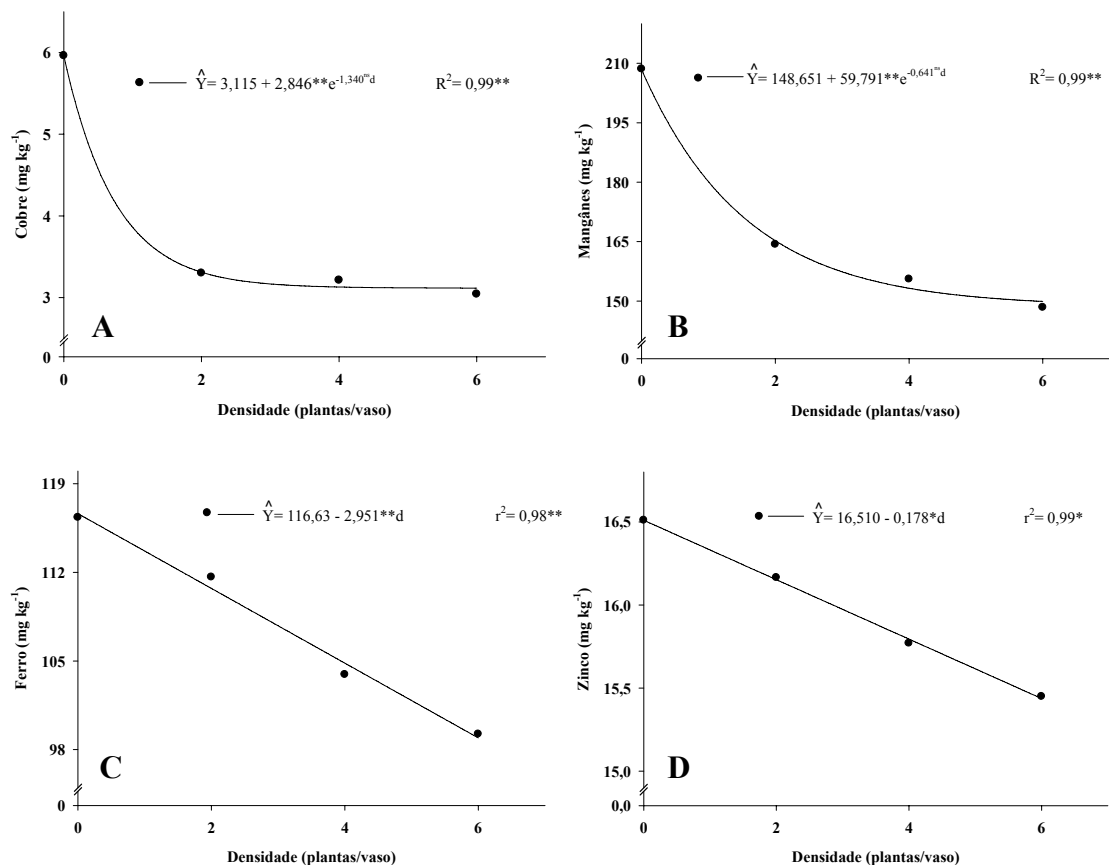 Ŷ= 3,115 + 2,846**e^-1,340^ns d R²= 0,99**
Cobre (mg kg⁻¹)
6
5
4
3
0
A
0 2 4 6
Densidade (plantas/vaso)
Ŷ= 148,651 + 59,791**e^-0,641^ns d R²= 0,99**
Mangânes (mg kg⁻¹)
210
195
180
165
150
0
B
0 2 4 6
Densidade (plantas/vaso)
Ŷ= 116,63 - 2,951**d r²= 0,98**
Ferro (mg kg⁻¹)
119
112
105
98
0
C
0 2 4 6
Densidade (plantas/vaso)
Ŷ= 16,510 - 0,178*d r²= 0,99*
Zinco (mg kg⁻¹)
16,5
16,0
15,5
15,0
0,0
D
0 2 4 6
Densidade (plantas/vaso)